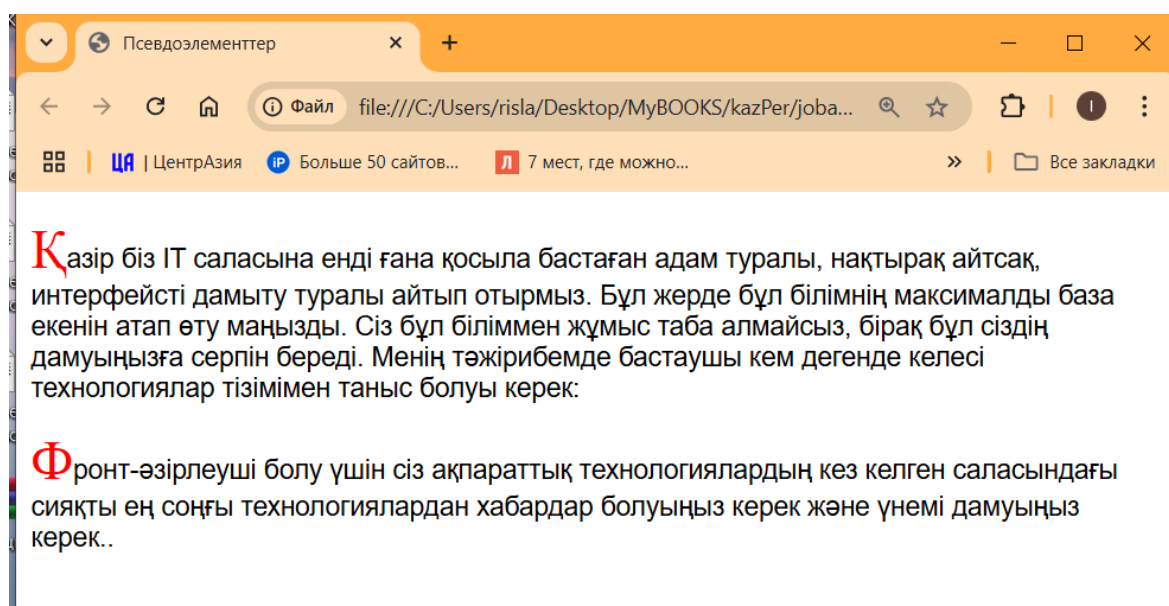 Псевдоэлементтер
Файл file:///C:/Users/risla/Desktop/MyBOOKS/kazPer/joba...
ЦА | ЦентрАзия iP Больше 50 сайтов... Л 7 мест, где можно... » Все закладки
Қазір біз IT саласына енді ғана қосыла бастаған адам туралы, нақтырақ айтсақ,
интерфейсті дамыту туралы айтып отырмыз. Бұл жерде бұл білімнің максималды база
екенін атап өту маңызды. Сіз бұл біліммен жұмыс таба алмайсыз, бірақ бұл сіздің
дамуыңызға серпін береді. Менің тәжірибемде бастаушы кем дегенде келесі
технологиялар тізімімен таныс болуы керек:
Фронт-әзірлеуші болу үшін сіз ақпараттық технологиялардың кез келген саласындағы
сияқты ең соңғы технологиялардан хабардар болуыңыз керек және үнемі дамуыңыз
керек..